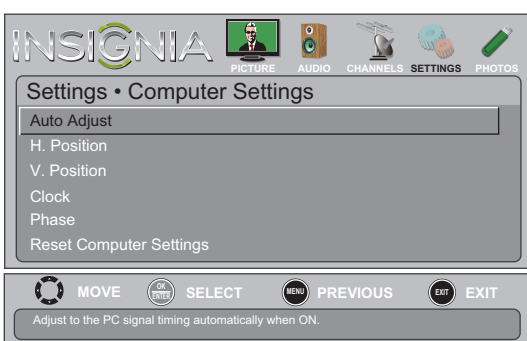 INSIGNIA
PICTURE AUDIO CHANNELS SETTINGS PHOTOS
Settings • Computer Settings
Auto Adjust
H. Position
V. Position
Clock
Phase
Reset Computer Settings
MOVE OK ENTER SELECT MENU PREVIOUS EXIT EXIT
Adjust to the PC signal timing automatically when ON.